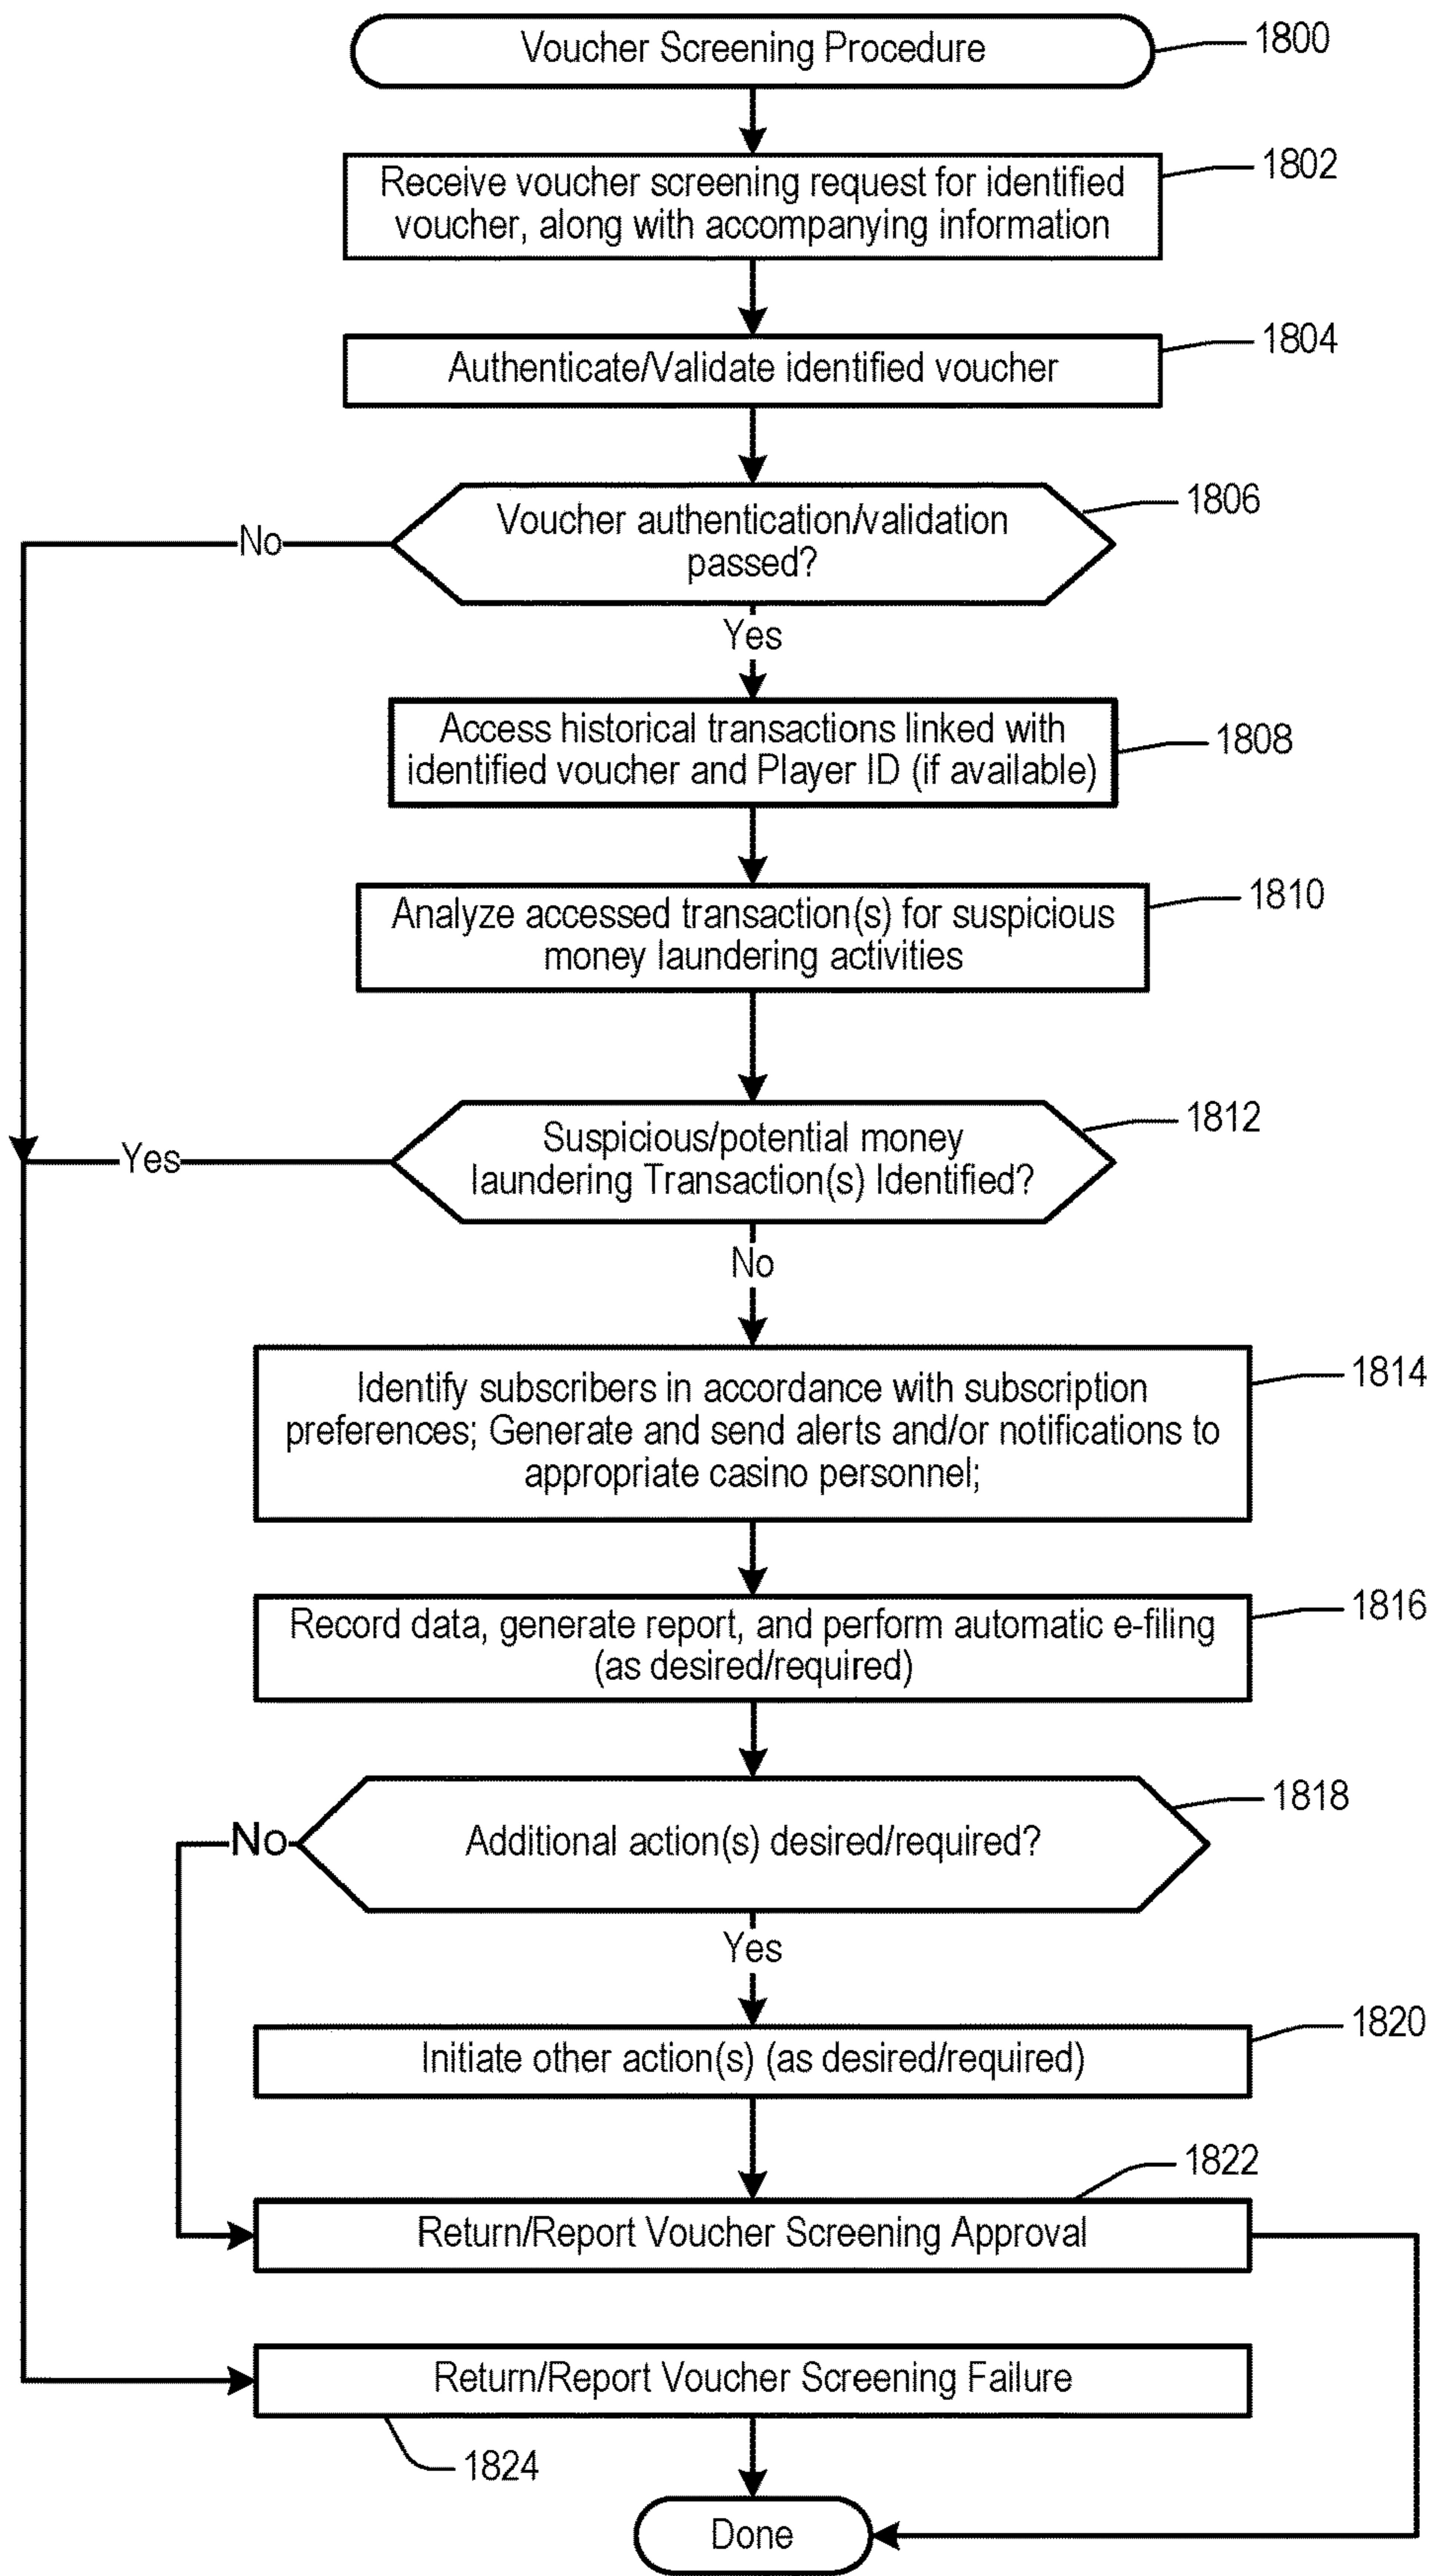 Voucher Screening Procedure
1800
Receive voucher screening request for identified
voucher, along with accompanying information
1802
Authenticate/Validate identified voucher
1804
Voucher authentication/validation
passed?
1806
No
Yes
Access historical transactions linked with
identified voucher and Player ID (if available)
1808
Analyze accessed transaction(s) for suspicious
money laundering activities
1810
Suspicious/potential money
laundering Transaction(s) Identified?
1812
Yes
No
Identify subscribers in accordance with subscription
preferences; Generate and send alerts and/or notifications to
appropriate casino personnel;
1814
Record data, generate report, and perform automatic e-filing
(as desired/required)
1816
Additional action(s) desired/required?
1818
No
Yes
Initiate other action(s) (as desired/required)
1820
Return/Report Voucher Screening Approval
1822
Return/Report Voucher Screening Failure
1824
Done